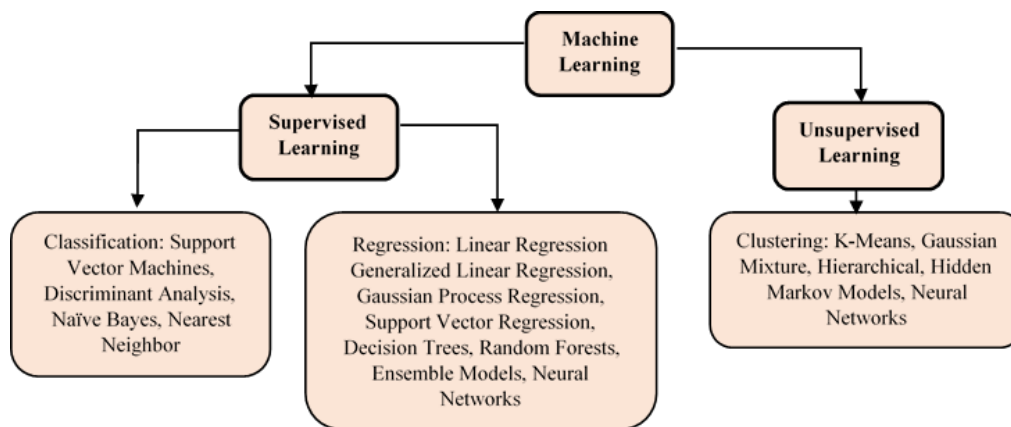 Machine
Learning
Supervised
Learning
Unsupervised
Learning
Classification: Support
Vector Machines,
Discriminant Analysis,
Naïve Bayes, Nearest
Neighbor
Regression: Linear Regression
Generalized Linear Regression,
Gaussian Process Regression,
Support Vector Regression,
Decision Trees, Random Forests,
Ensemble Models, Neural
Networks
Clustering: K-Means, Gaussian
Mixture, Hierarchical, Hidden
Markov Models, Neural
Networks